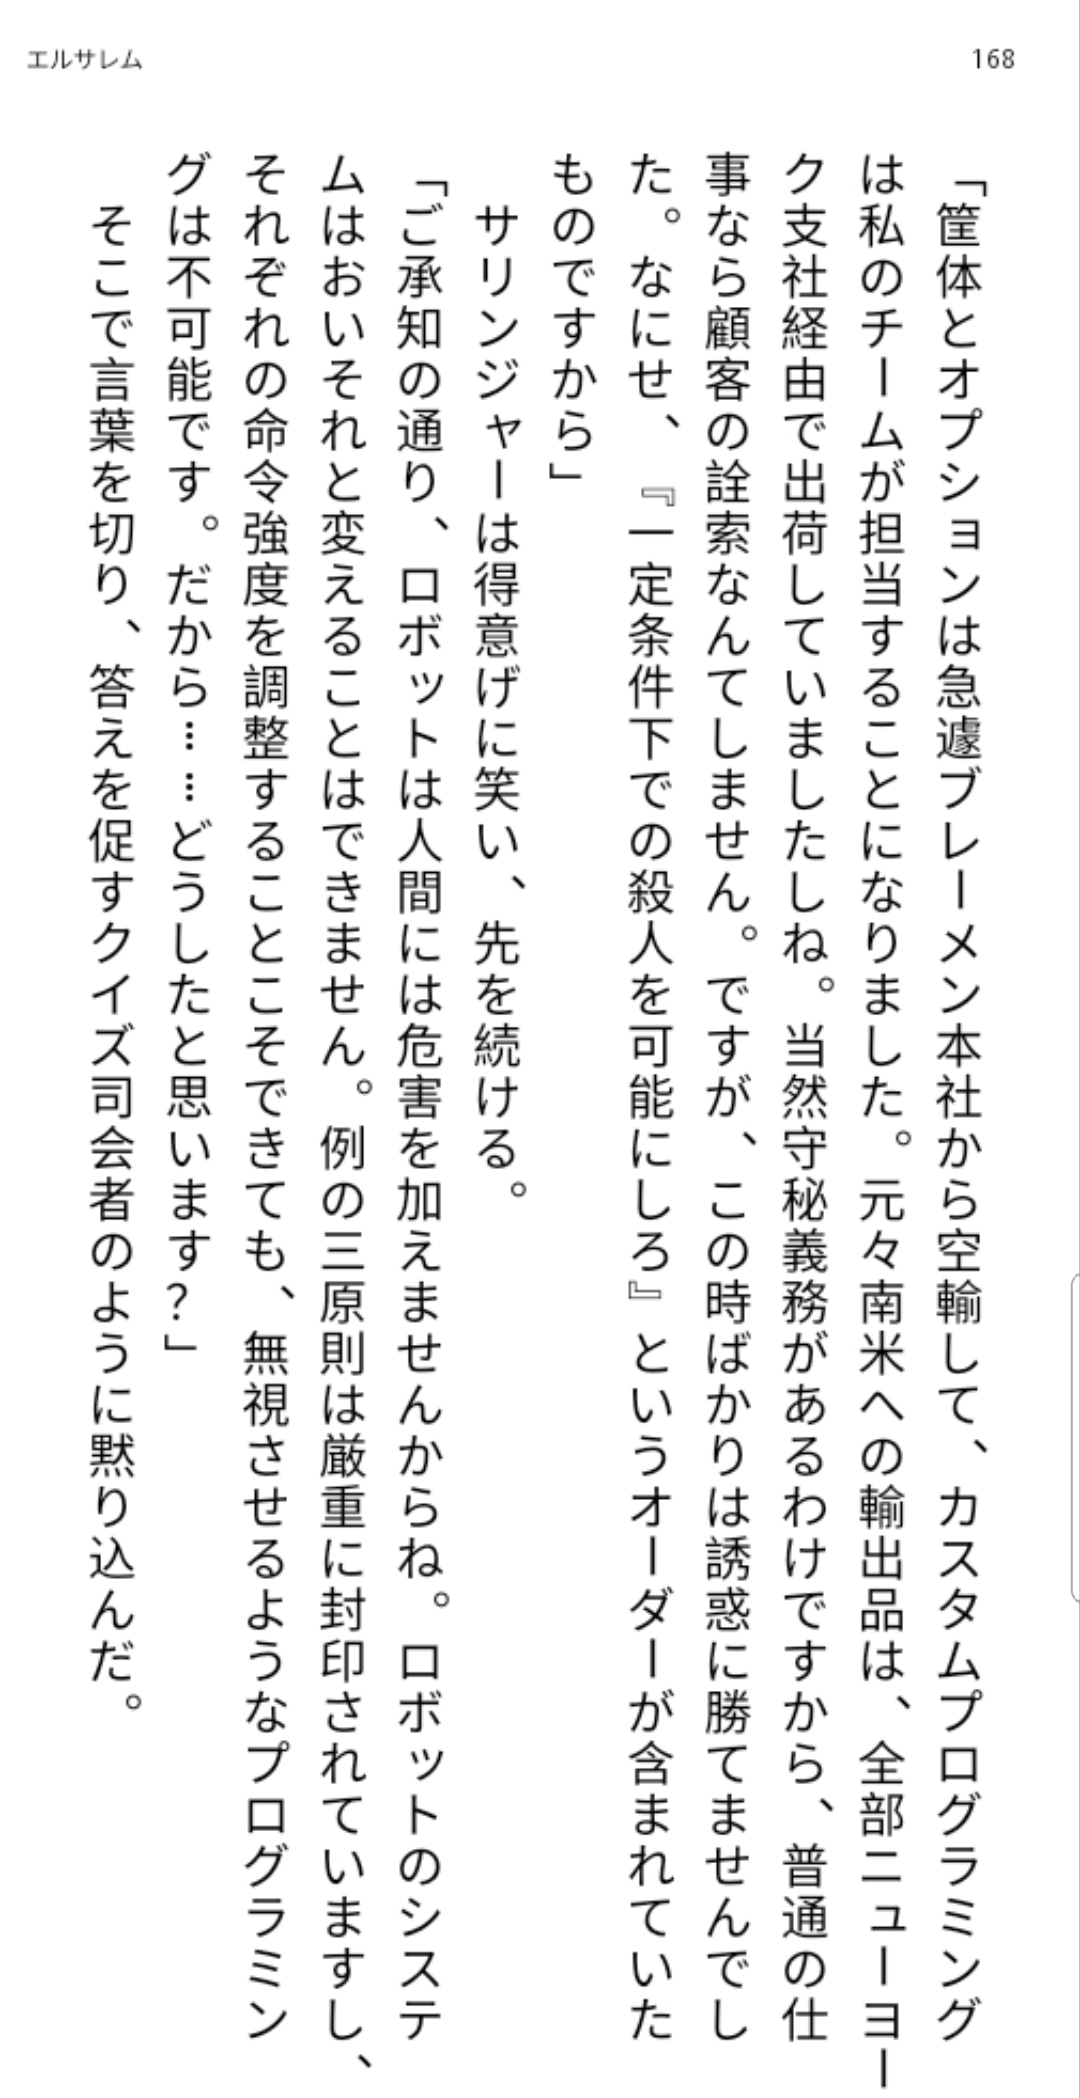 エルサレム
168
「筐体とオプションは急遽ブレーメン本社から空輸して、カスタムプログラミング
は私のチームが担当することになりました。元々南米への輸出品は、全部ニューヨー
ク支社経由で出荷していましたしね。当然守秘義務があるわけですから、普通の仕
事なら顧客の詮索なんてしません。ですが、この時ばかりは誘惑に勝てませんでし
た。なにせ、『一定条件下での殺人を可能にしろ』というオーダーが含まれていた
ものですから」
サリンジャーは得意げに笑い、先を続ける。
「ご承知の通り、ロボットは人間には危害を加えませんからね。ロボットのシステ
ムはおいそれと変えることはできません。例の三原則は厳重に封印されていますし、
それぞれの命令強度を調整することこそできても、無視させるようなプログラミン
グは不可能です。だから……どうしたと思います?」
そこで言葉を切り、答えを促すクイズ司会者のように黙り込んだ。